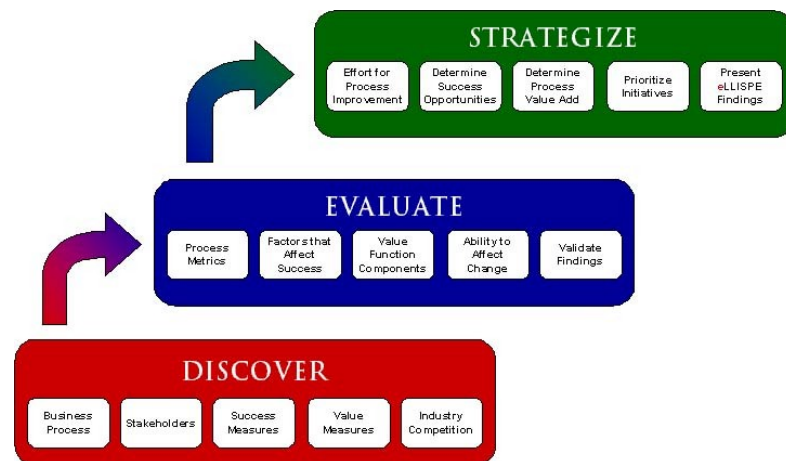 STRATEGIZE
Effort for
Process
Improvement
Determine
Success
Opportunities
Determine
Process
Value Add
Prioritize
Initiatives
Present
eLLISPE
Findings
EVALUATE
Process
Metrics
Factors that
Affect
Success
Value
Function
Components
Ability to
Affect
Change
Validate
Findings
DISCOVER
Business
Process
Stakeholders
Success
Measures
Value
Measures
Industry
Competition